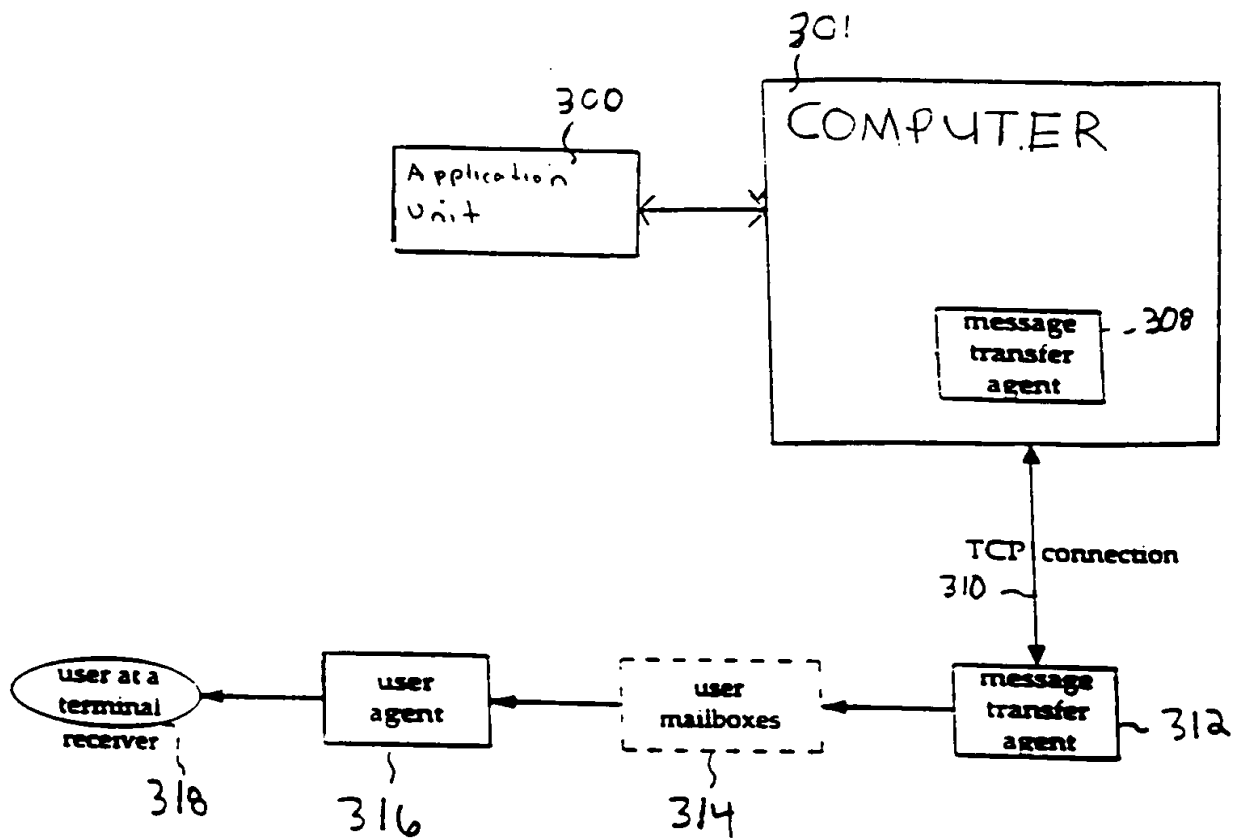 301
COMPUTER
300
Application
Unit
message
transfer
agent
308
TCP connection
310
user at a
terminal
receiver
318
user
agent
316
user
mailboxes
314
message
transfer
agent
312